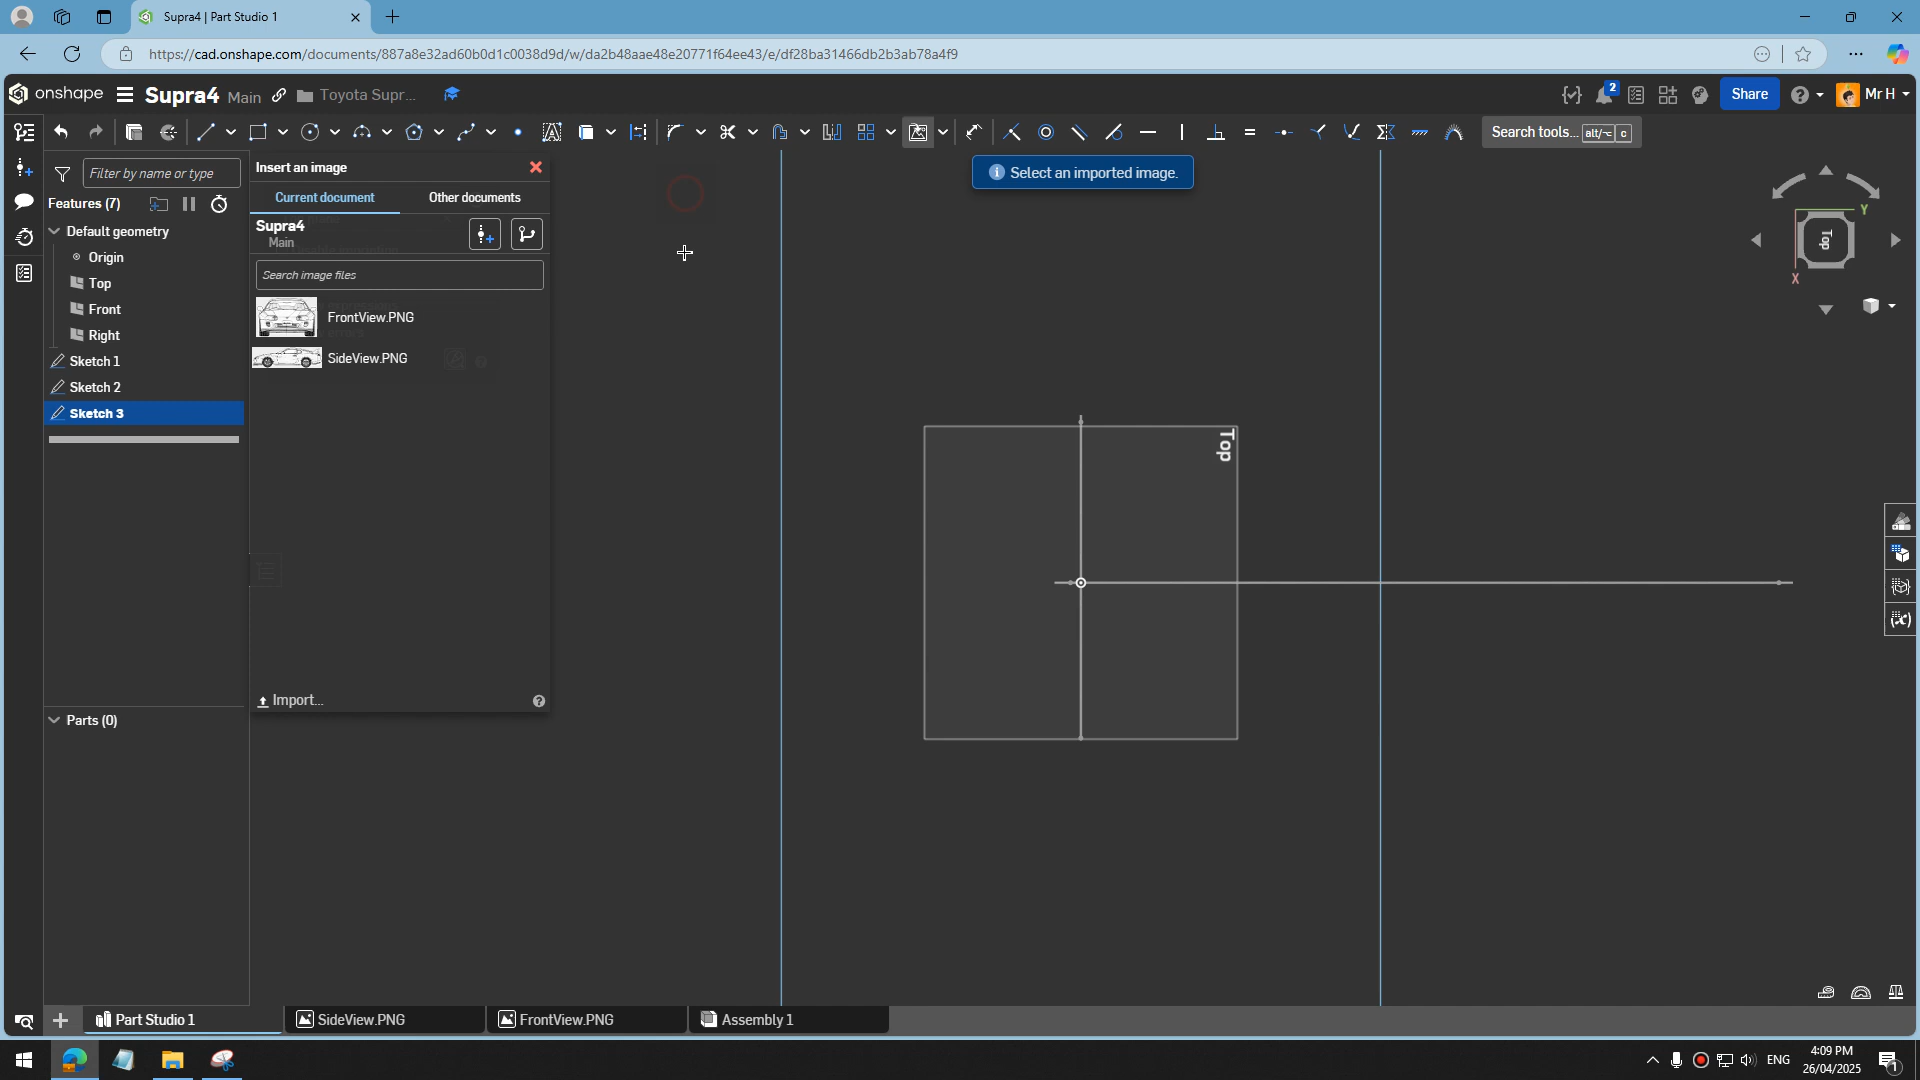 Supra4 | Part Studio 1
https://cad.onshape.com/documents/887a8e32ad60b0d1c0038d9d/w/da2b48aae48e20771f64ee43/e/df28ba31466db2b3ab78a4f9
onshape
Supra4 Main
Toyota Supr...
2
Share
Mr H
Search tools... alt/⌥ c
Filter by name or type
Features (7)
Default geometry
Origin
Top
Front
Right
Sketch 1
Sketch 2
Sketch 3
Parts (0)
Insert an image
Current document
Other documents
Supra4
Main
Search image files
FrontView.PNG
SideView.PNG
Import...
Select an imported image.
Top
Top
Y
X
Part Studio 1
SideView.PNG
FrontView.PNG
Assembly 1
ENG
4:09 PM
26/04/2025
1